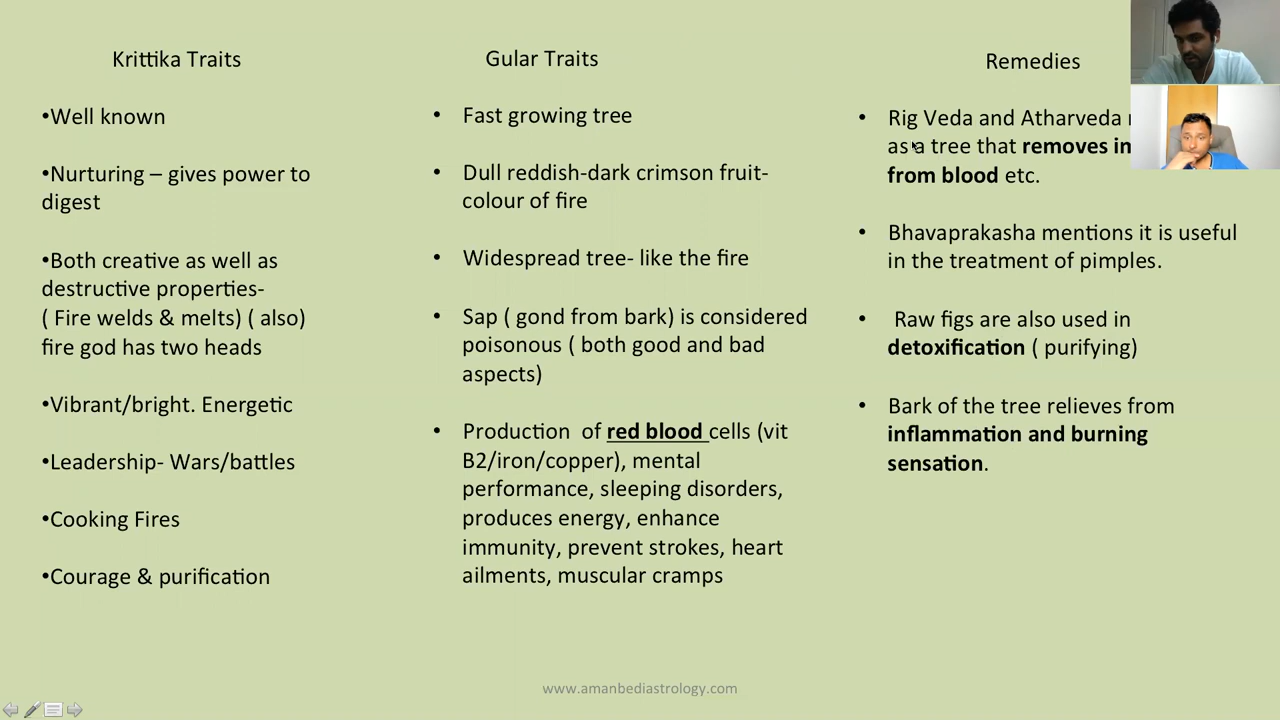 Krittika Traits
•Well known
•Nurturing – gives power to
digest
•Both creative as well as
destructive properties-
( Fire welds & melts) ( also)
fire god has two heads
•Vibrant/bright. Energetic
•Leadership- Wars/battles
•Cooking Fires
•Courage & purification
Gular Traits
• Fast growing tree
• Dull reddish-dark crimson fruit-
colour of fire
• Widespread tree- like the fire
• Sap ( gond from bark) is considered
poisonous ( both good and bad
aspects)
• Production of red blood cells (vit
B2/iron/copper), mental
performance, sleeping disorders,
produces energy, enhance
immunity, prevent strokes, heart
ailments, muscular cramps
Remedies
• Rig Veda and Atharveda
as a tree that removes
from blood etc.
• Bhavaprakasha mentions it is useful
in the treatment of pimples.
• Raw figs are also used in
detoxification ( purifying)
• Bark of the tree relieves from
inflammation and burning
sensation.
www.amanbediastrology.com